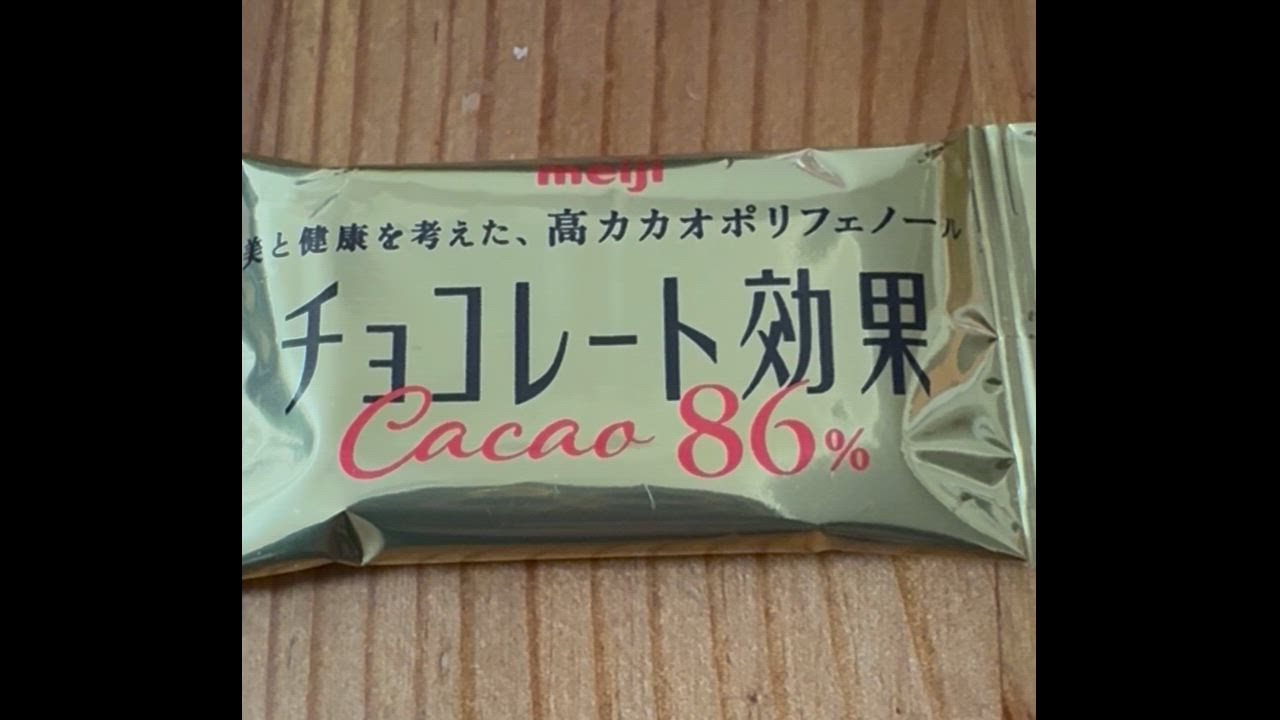 meiji
美と健康を考えた、高カカオポリフェノール
チョコレート効果
Cacao 86%